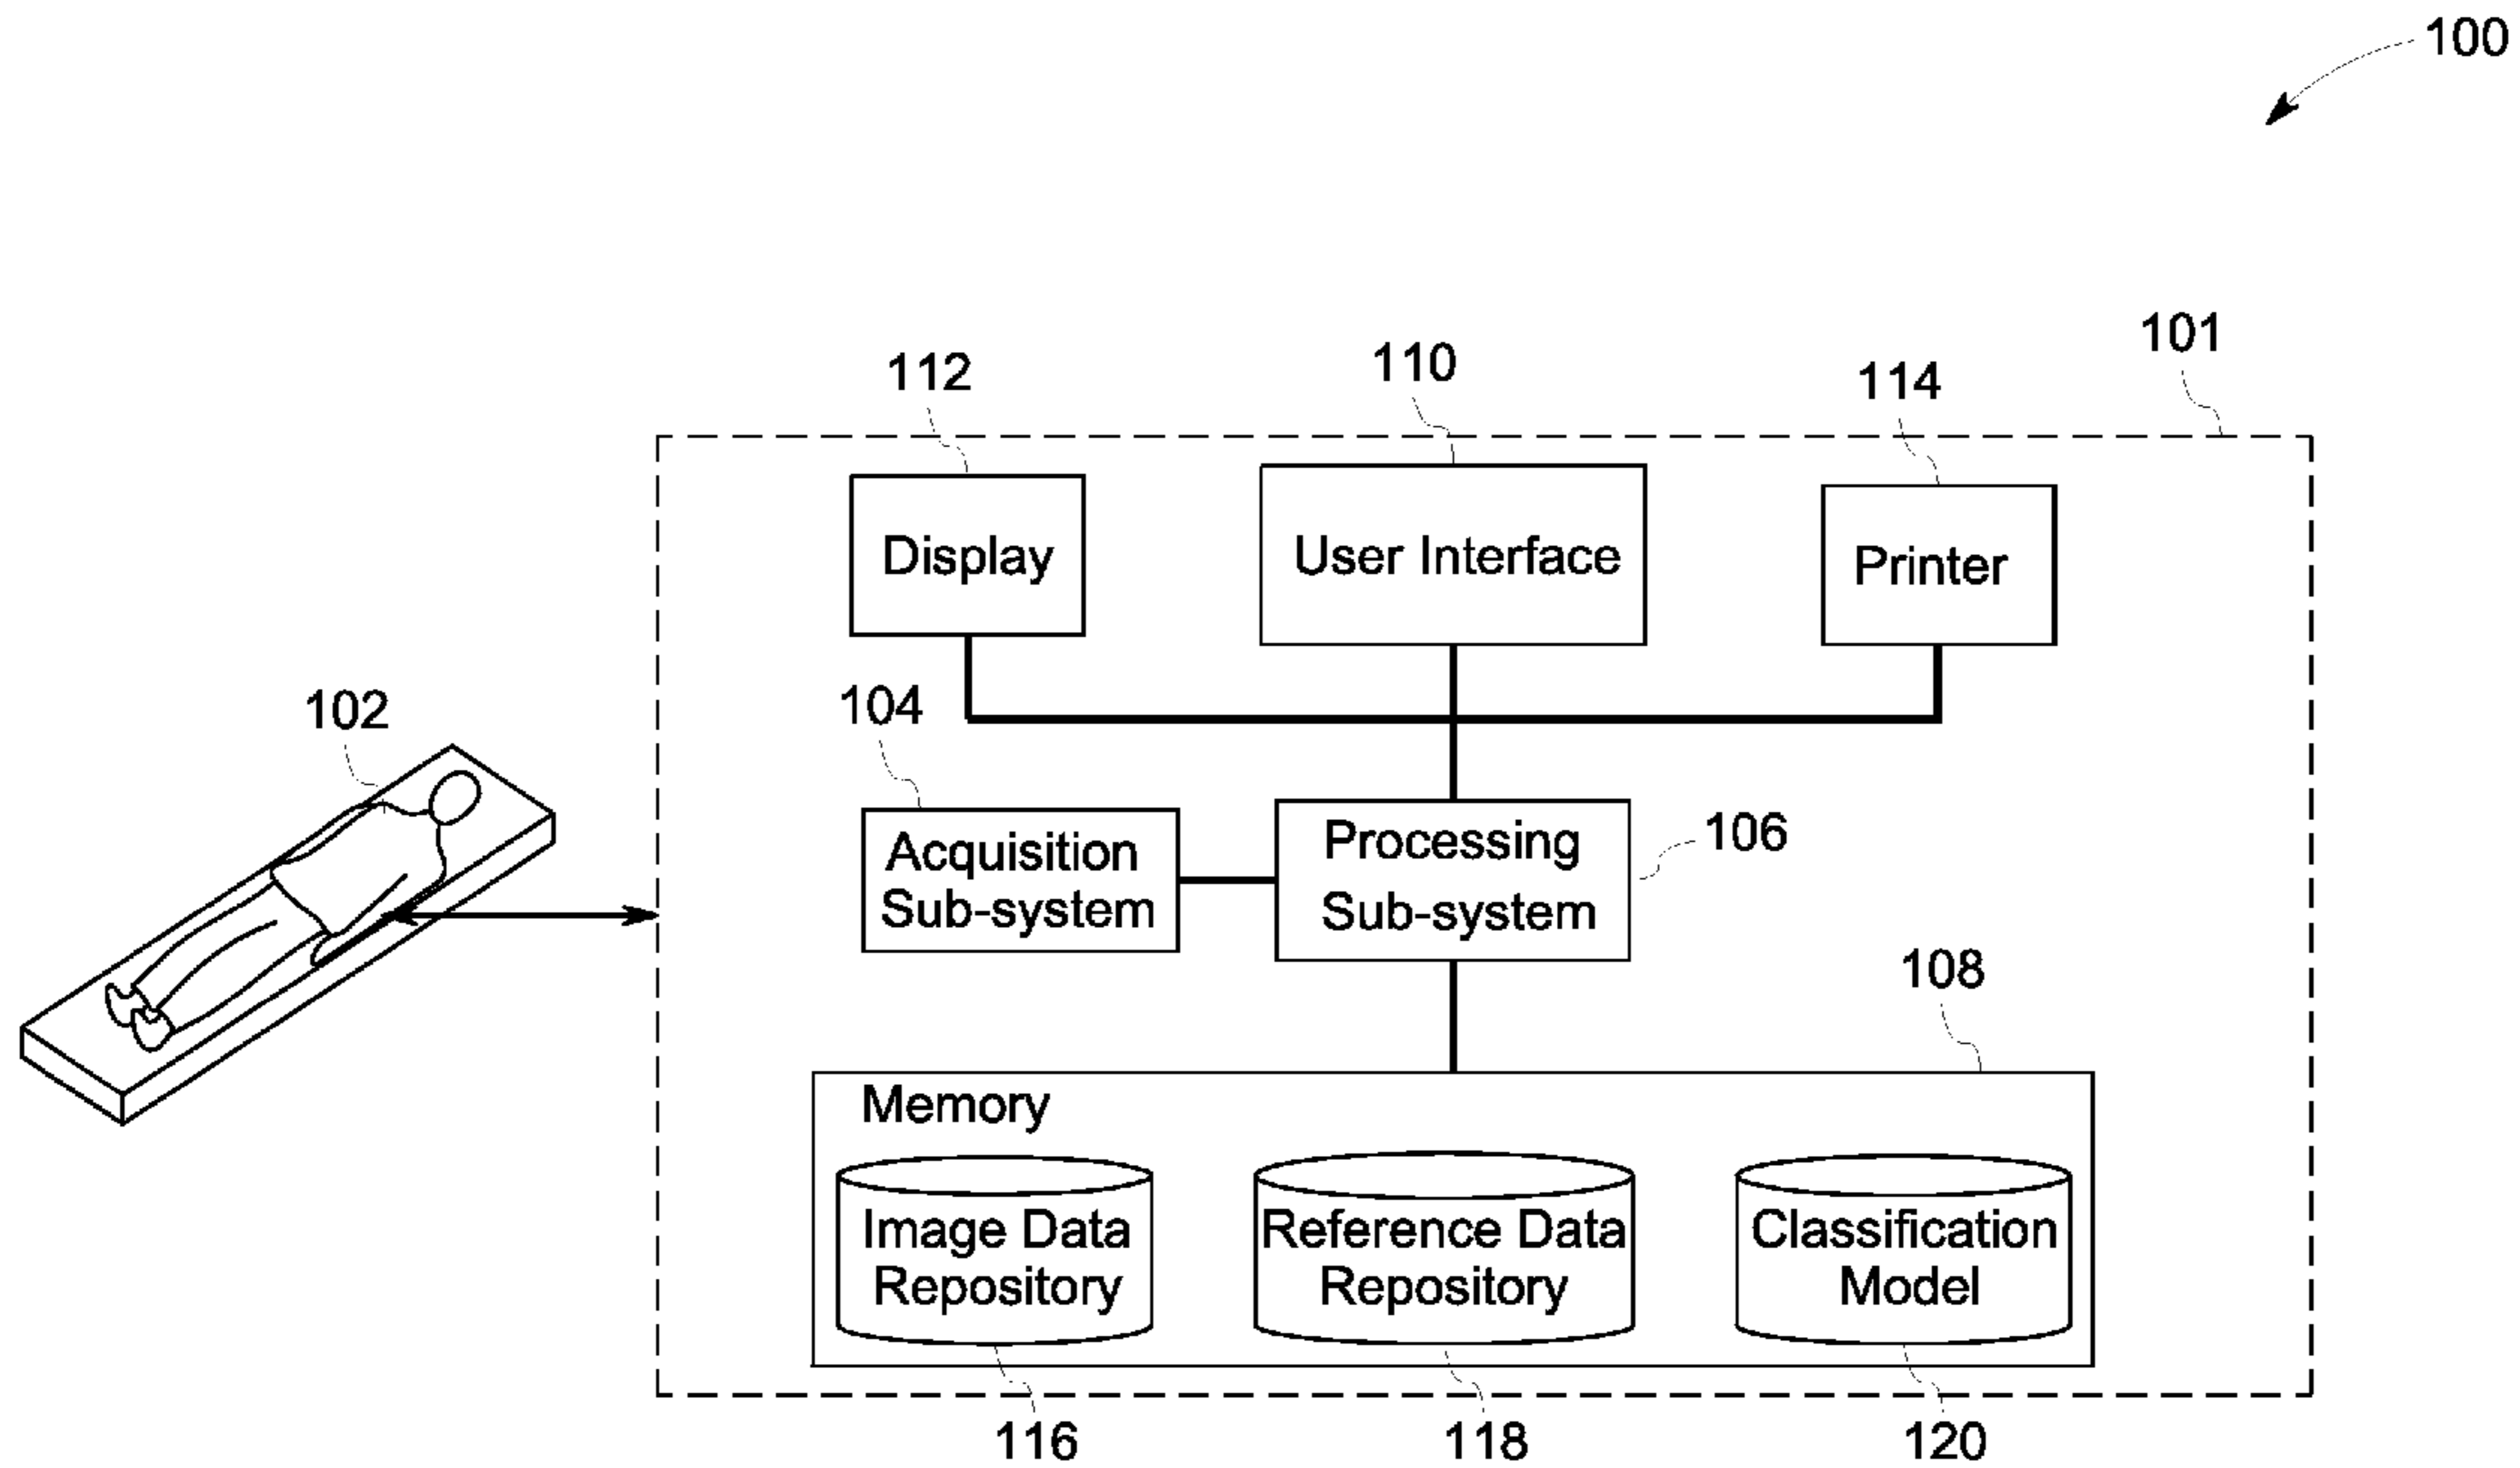 100
101
112
110
114
Display
User Interface
Printer
102
104
Acquisition
Sub-system
Processing
Sub-system
106
108
Memory
Image Data
Repository
Reference Data
Repository
Classification
Model
116
118
120